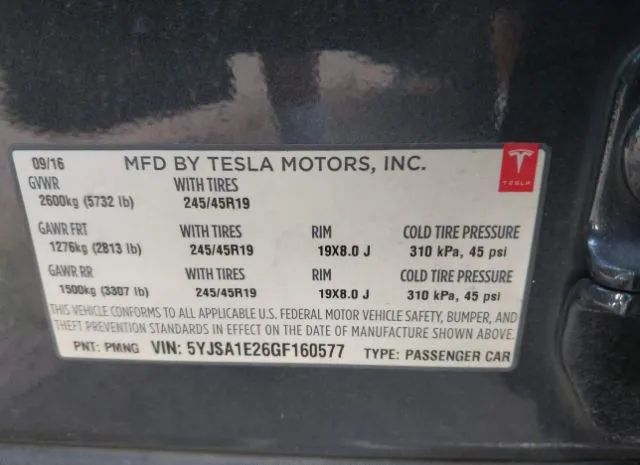 09/16 MFD BY TESLA MOTORS, INC.
TESLA
GVWR WITH TIRES
2600kg (5732 lb) 245/45R19
GAWR FRT WITH TIRES RIM COLD TIRE PRESSURE
1276kg (2813 lb) 245/45R19 19X8.0 J 310 kPa, 45 psi
GAWR RR WITH TIRES RIM COLD TIRE PRESSURE
1500kg (3307 lb) 245/45R19 19X8.0 J 310 kPa, 45 psi
THIS VEHICLE CONFORMS TO ALL APPLICABLE U.S. FEDERAL MOTOR VEHICLE SAFETY, BUMPER, AND
THEFT PREVENTION STANDARDS IN EFFECT ON THE DATE OF MANUFACTURE SHOWN ABOVE.
PNT: PMNG VIN: 5YJSA1E26GF160577 TYPE: PASSENGER CAR